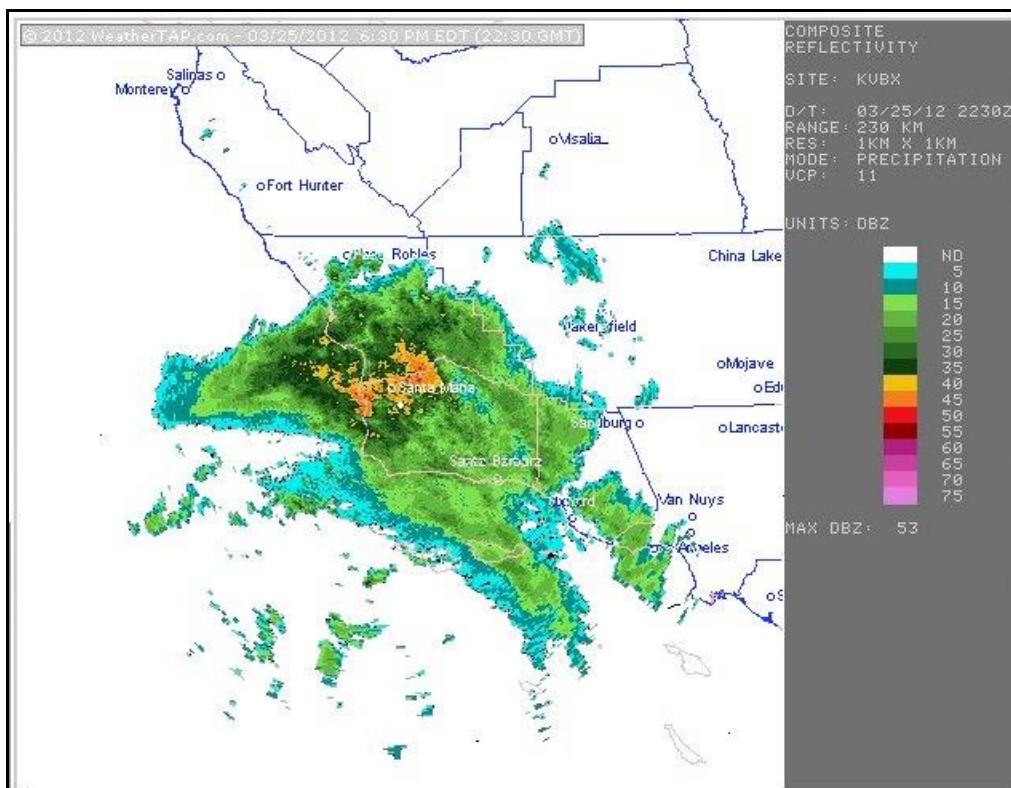 © 2012 WeatherTAP.com - 03/25/2012 6:30 PM EDT (22:30 GMT)
Salinas
Monterey
Visalia
Fort Hunter
Robles
China Lake
Mojave
Santa Maria
Sandburg
Lancast
Santa Barbara
Van Nuys
Angeles
COMPOSITE
REFLECTIVITY
SITE: KVBX
D/T: 03/25/12 2230Z
RANGE: 230 KM
RES: 1KM X 1KM
MODE: PRECIPITATION
VCP: 11
UNITS: DBZ
ND
5
10
15
20
25
30
35
40
45
50
55
60
65
70
75
MAX DBZ: 53